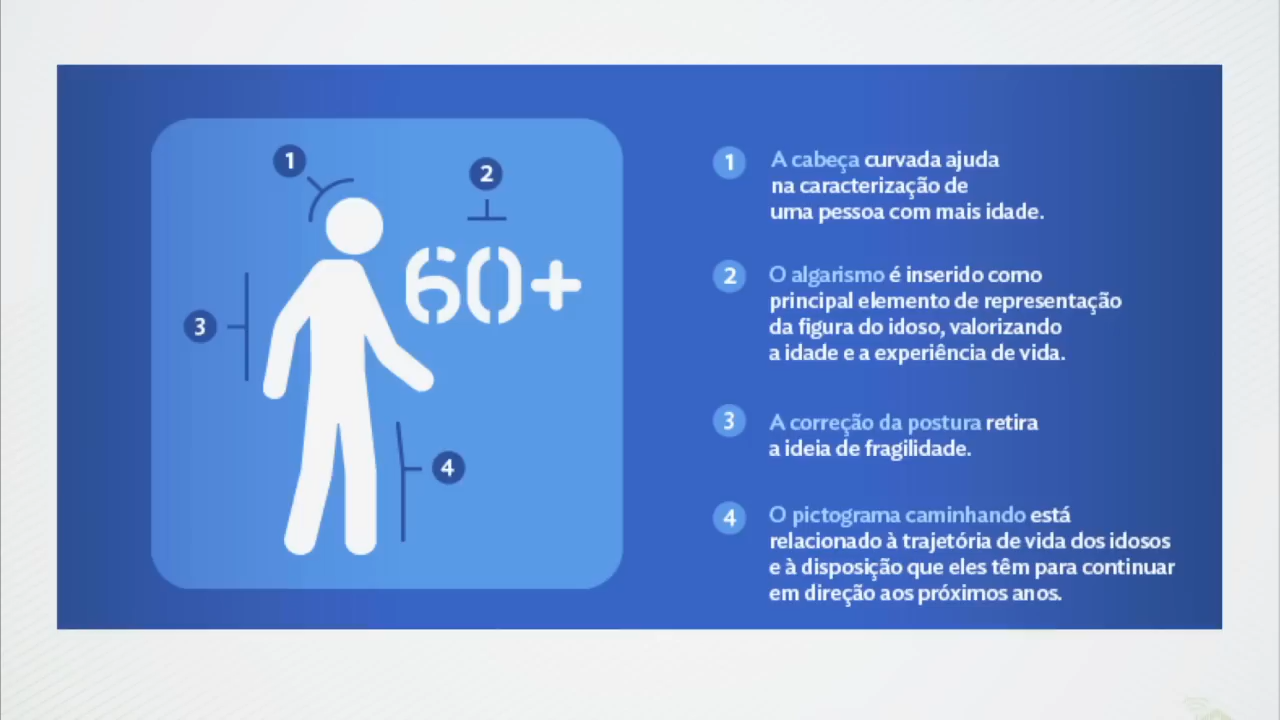 1
2
60+
3
4
1 A cabeça curvada ajuda
na caracterização de
uma pessoa com mais idade.
2 O algarismo é inserido como
principal elemento de representação
da figura do idoso, valorizando
a idade e a experiência de vida.
3 A correção da postura retira
a ideia de fragilidade.
4 O pictograma caminhando está
relacionado à trajetória de vida dos idosos
e à disposição que eles têm para continuar
em direção aos próximos anos.